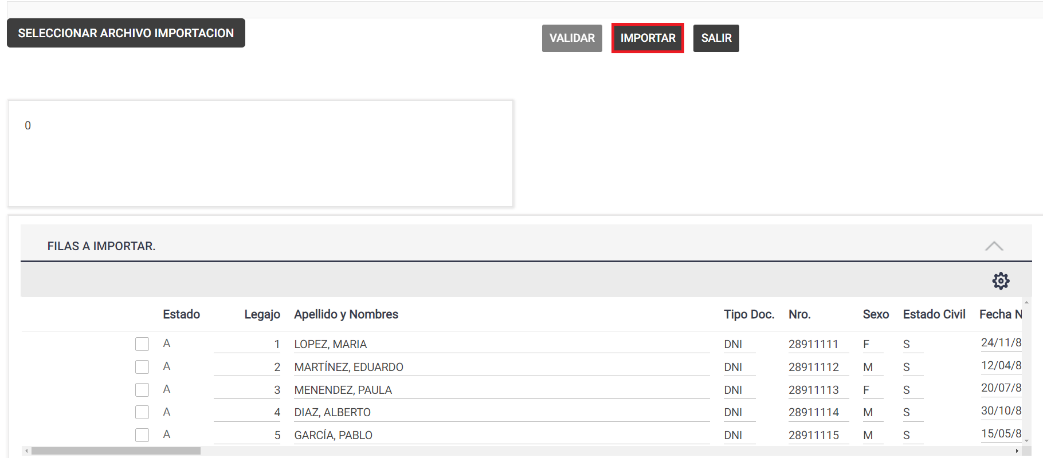 SELECCIONAR ARCHIVO IMPORTACION
VALIDAR IMPORTAR SALIR
0
FILAS A IMPORTAR.
Estado Legajo Apellido y Nombres Tipo Doc. Nro. Sexo Estado Civil Fecha N
A 1 LOPEZ, MARIA DNI 28911111 F S 24/11/8
A 2 MARTÍNEZ, EDUARDO DNI 28911112 M S 12/04/8
A 3 MENENDEZ, PAULA DNI 28911113 F S 20/07/8
A 4 DIAZ, ALBERTO DNI 28911114 M S 30/10/8
A 5 GARCÍA, PABLO DNI 28911115 M S 15/05/8